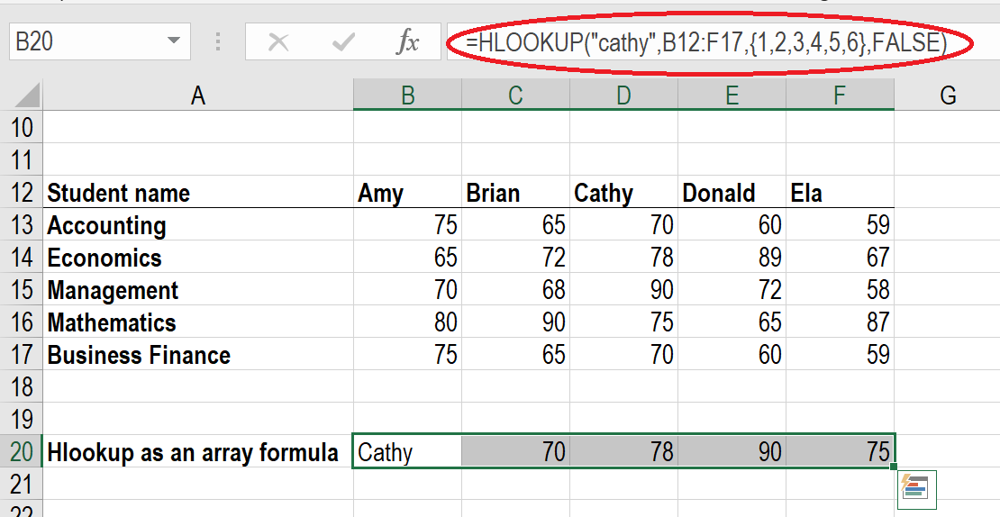 B20 fx =HLOOKUP("cathy",B12:F17,{1,2,3,4,5,6},FALSE)
A B C D E F G
10
11
12 Student name Amy Brian Cathy Donald Ela
13 Accounting 75 65 70 60 59
14 Economics 65 72 78 89 67
15 Management 70 68 90 72 58
16 Mathematics 80 90 75 65 87
17 Business Finance 75 65 70 60 59
18
19
20 Hlookup as an array formula Cathy 70 78 90 75
21
22